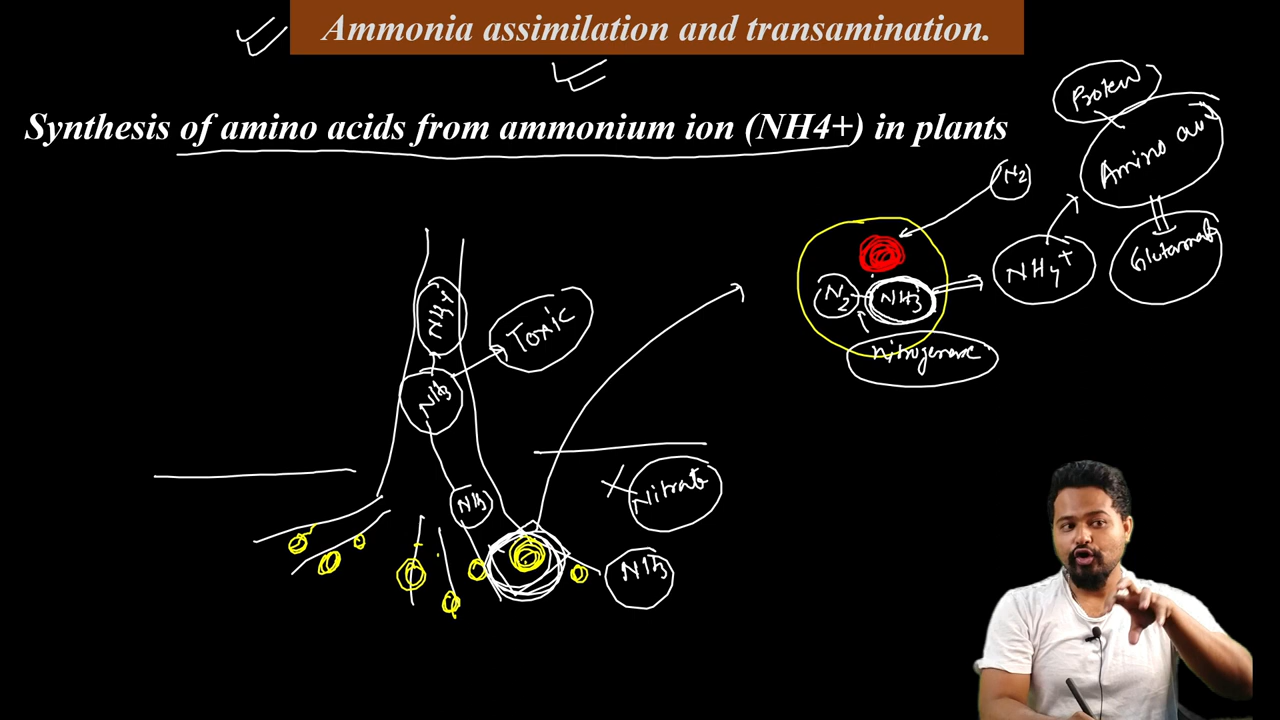 Ammonia assimilation and transamination.
Synthesis of amino acids from ammonium ion (NH4+) in plants
Protein
Amino acid
N2
Glutamate
NH4+
N2
NH3
Nitrogenase
NH4+
Toxic
NH3
NH3
Nitrate
NH3